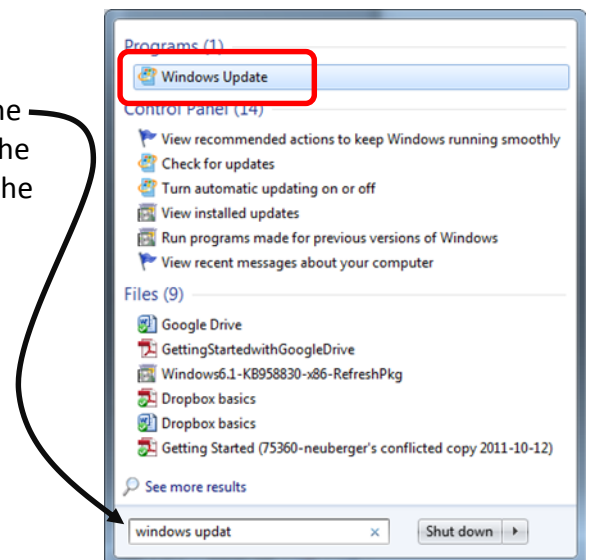 Programs (1)
Windows Update
Control Panel (14)
View recommended actions to keep Windows running smoothly
Check for updates
Turn automatic updating on or off
View installed updates
Run programs made for previous versions of Windows
View recent messages about your computer
Files (9)
Google Drive
GettingStartedwithGoogleDrive
Windows6.1-KB958830-x86-RefreshPkg
Dropbox basics
Dropbox basics
Getting Started (75360-neuberger's conflicted copy 2011-10-12)
See more results
windows updat
Shut down